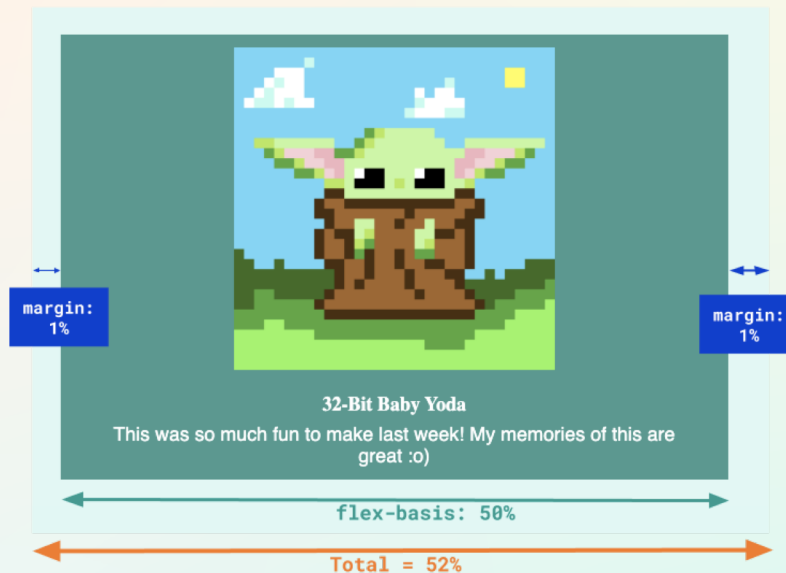 margin:
1%
margin:
1%
32-Bit Baby Yoda
This was so much fun to make last week! My memories of this are
great :o)
flex-basis: 50%
Total = 52%